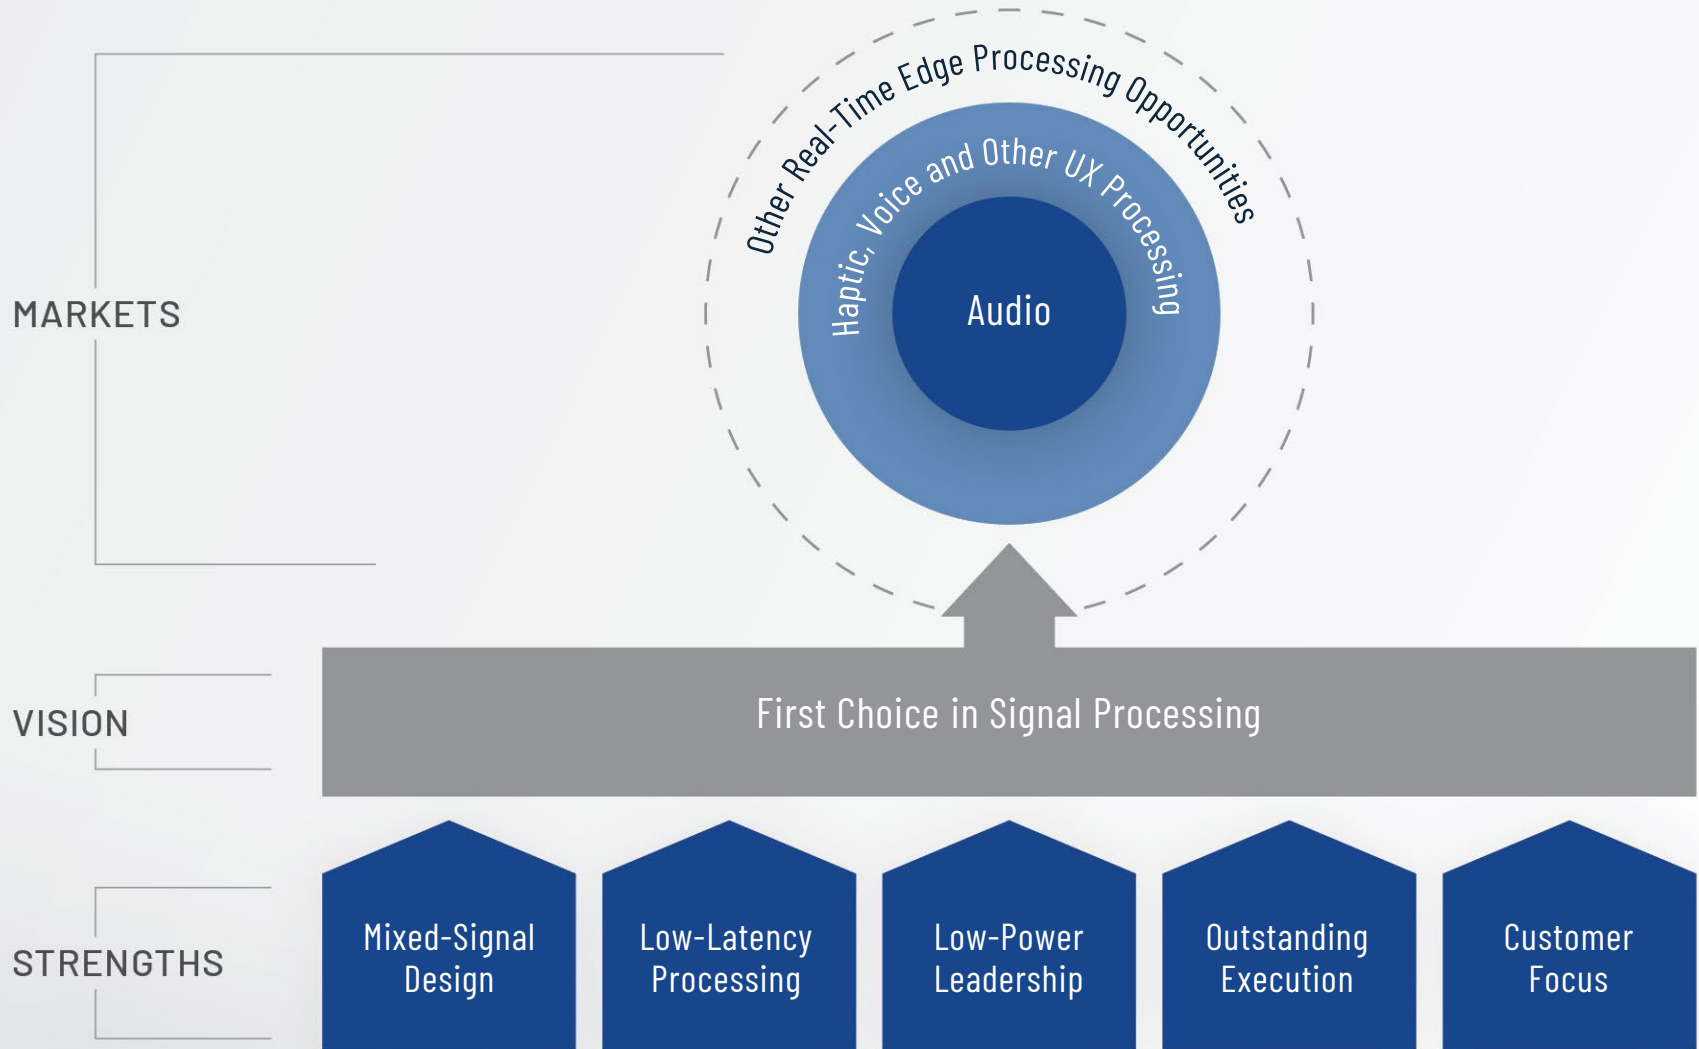 Other Real-Time Edge Processing Opportunities
Haptic, Voice and Other UX Processing
Audio
MARKETS
First Choice in Signal Processing
VISION
Mixed-Signal
Design
Low-Latency
Processing
Low-Power
Leadership
Outstanding
Execution
Customer
Focus
STRENGTHS